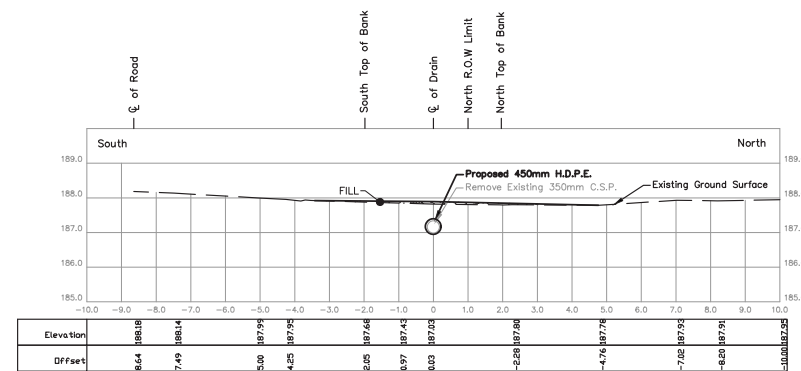 ℄ of Road
South Top of Bank
℄ of Drain
North R.O.W Limit
North Top of Bank
South North
189.0 189.
Proposed 450mm H.D.P.E.
Remove Existing 350mm C.S.P.
FILL
Existing Ground Surface
188.0 188.
187.0 187.
186.0 186.
185.0 185.
-10.0 -9.0 -8.0 -7.0 -6.0 -5.0 -4.0 -3.0 -2.0 -1.0 0 1.0 2.0 3.0 4.0 5.0 6.0 7.0 8.0 9.0 10.0
Elevation 188.18 188.14 187.99 187.95 187.68 187.43 187.03 187.80 187.78 187.93 187.91 187.95
Offset 8.64 7.49 5.00 4.25 2.05 0.97 0.03 -2.28 -4.76 -7.02 -8.20 -10.00